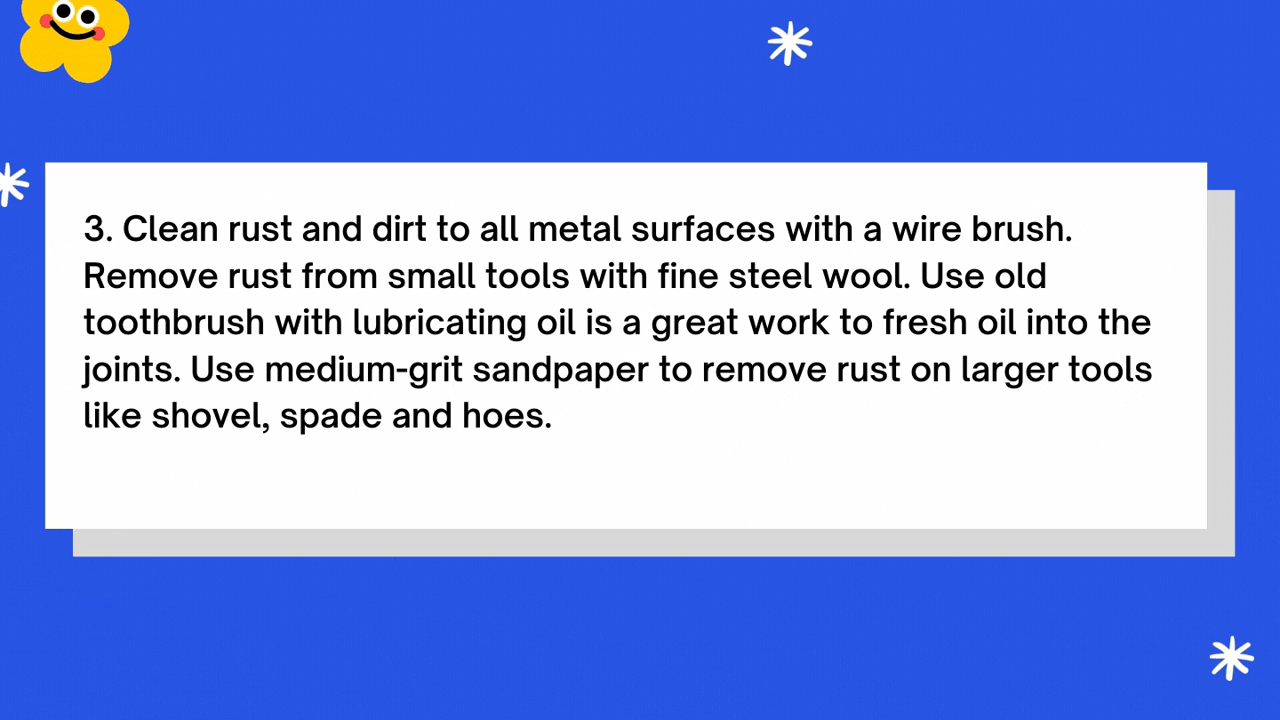 3. Clean rust and dirt to all metal surfaces with a wire brush.
Remove rust from small tools with fine steel wool. Use old
toothbrush with lubricating oil is a great work to fresh oil into the
joints. Use medium-grit sandpaper to remove rust on larger tools
like shovel, spade and hoes.